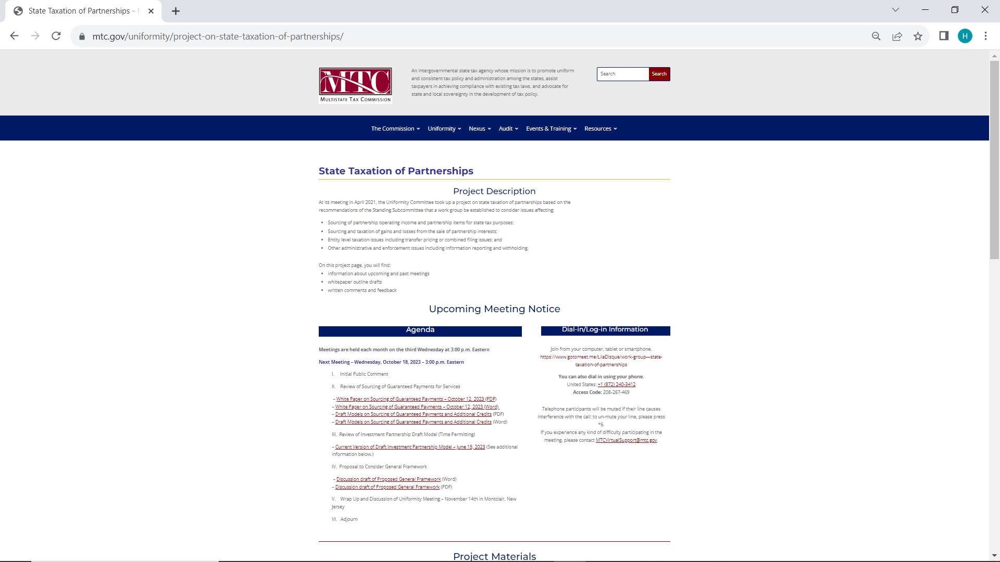 State Taxation of Partnerships -
mtc.gov/uniformity/project-on-state-taxation-of-partnerships/
H
MTC
MULTISTATE TAX COMMISSION
An intergovernmental state tax agency whose mission is to promote uniform
and consistent tax policy and administration among the states, assist
taxpayers in achieving compliance with existing tax laws, and advocate for
state and local sovereignty in the development of tax policy.
Search
Search
The Commission
Uniformity
Nexus
Audit
Events & Training
Resources
State Taxation of Partnerships
Project Description
At its meeting in April 2021, the Uniformity Committee took up a project on state taxation of partnerships based on the
recommendations of the Standing Subcommittee that a work group be established to consider issues affecting:
• Sourcing of partnership operating income and partnership items for state tax purposes;
• Sourcing and taxation of gains and losses from the sale of partnership interests;
• Entity level taxation issues including transfer pricing or combined filing issues; and
• Other administrative and enforcement issues including information reporting and withholding.
On this project page, you will find:
• information about upcoming and past meetings
• whitepaper outline drafts
• written comments and feedback
Upcoming Meeting Notice
Agenda
Meetings are held each month on the third Wednesday at 3:00 p.m. Eastern
Next Meeting – Wednesday, October 18, 2023 – 3:00 p.m. Eastern
I. Initial Public Comment
II. Review of Sourcing of Guaranteed Payments for Services
– White Paper on Sourcing of Guaranteed Payments – October 12, 2023 (PDF)
– White Paper on Sourcing of Guaranteed Payments – October 12, 2023 (Word)
– Draft Models on Sourcing of Guaranteed Payments and Additional Credits (PDF)
– Draft Models on Sourcing of Guaranteed Payments and Additional Credits (Word)
III. Review of Investment Partnership Draft Model (Time Permitting)
– Current Version of Draft Investment Partnership Model – June 15, 2023 (See additional
information below.)
IV. Proposal to Consider General Framework
– Discussion draft of Proposed General Framework (Word)
– Discussion draft of Proposed General Framework (PDF)
V. Wrap Up and Discussion of Uniformity Meeting – November 14th in Montclair, New
Jersey
VI. Adjourn
Dial-in/Log-in Information
Join from your computer, tablet or smartphone.
https://www.gotomeet.me/LilaDisque/work-group—state-
taxation-of-partnerships
You can also dial in using your phone.
United States: +1 (872) 240-3412
Access Code: 208-267-469
Telephone participants will be muted if their line causes
interference with the call; to un-mute your line, please press
*6.
If you experience any kind of difficulty participating in the
meeting, please contact MTCVirtualSupport@mtc.gov.
Project Materials